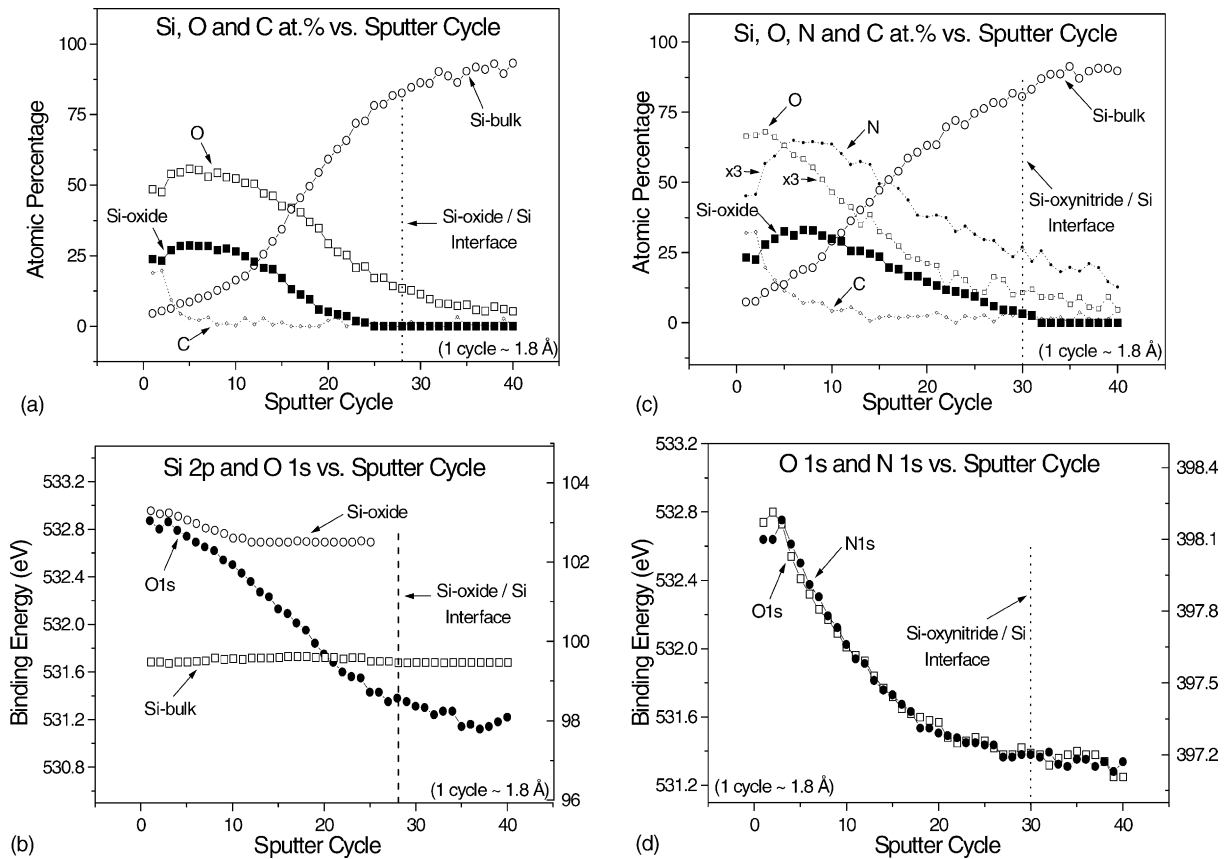 Si, O and C at.% vs. Sputter Cycle
100
75
50
25
0
Atomic Percentage
O
Si-oxide
C
Si-bulk
Si-oxide / Si
Interface
(1 cycle ~ 1.8 Å)
0 10 20 30 40
Sputter Cycle
(a)
Si, O, N and C at.% vs. Sputter Cycle
100
75
50
25
0
Atomic Percentage
O
N
x3
x3
Si-oxide
C
Si-bulk
Si-oxynitride / Si
Interface
(1 cycle ~ 1.8 Å)
0 10 20 30 40
Sputter Cycle
(c)
Si 2p and O 1s vs. Sputter Cycle
533.2
532.8
532.4
532.0
531.6
531.2
530.8
Binding Energy (eV)
104
102
100
98
96
Si-oxide
O1s
Si-oxide / Si
Interface
Si-bulk
(1 cycle ~ 1.8 Å)
0 10 20 30 40
Sputter Cycle
(b)
O 1s and N 1s vs. Sputter Cycle
533.2
532.8
532.4
532.0
531.6
531.2
Binding Energy (eV)
398.4
398.1
397.8
397.5
397.2
N1s
O1s
Si-oxynitride / Si
Interface
(1 cycle ~ 1.8 Å)
0 10 20 30 40
Sputter Cycle
(d)